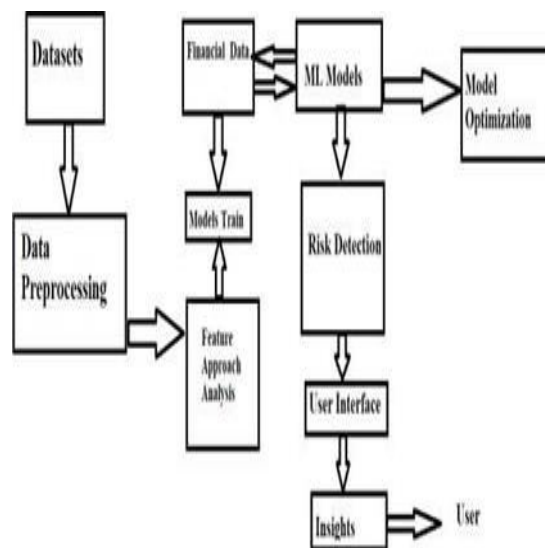 Datasets
Financial Data
ML Models
Model
Optimization
Models Train
Data
Preprocessing
Risk Detection
Feature
Approach
Analysis
User Interface
Insights
User